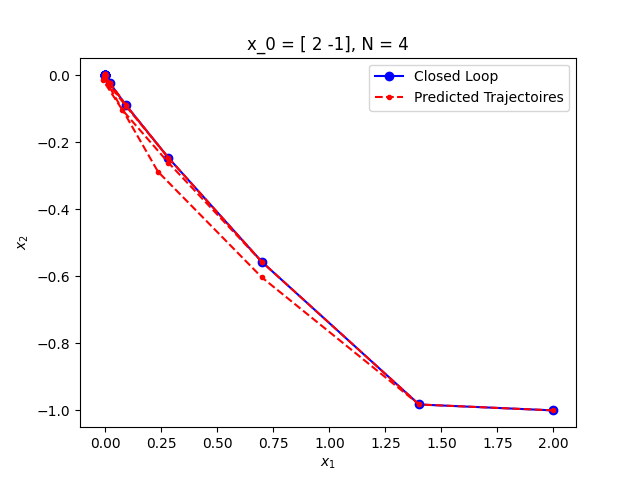 x_0 = [ 2 -1], N = 4
Closed Loop
Predicted Trajectoires
0.0
−0.2
−0.4
−0.6
−0.8
−1.0
x₂
0.00 0.25 0.50 0.75 1.00 1.25 1.50 1.75 2.00
x₁